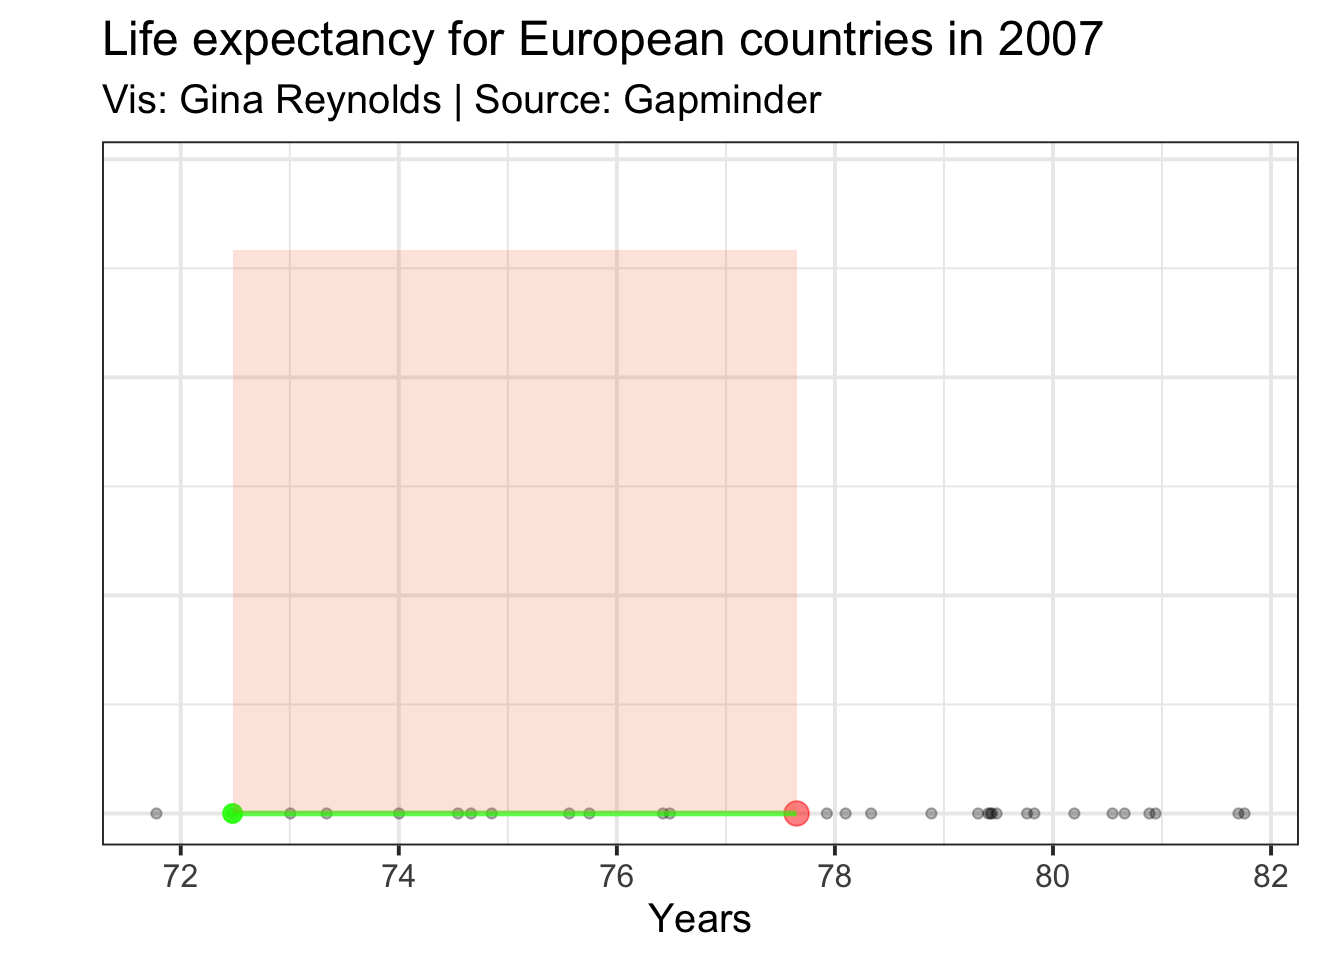 Life expectancy for European countries in 2007
Vis: Gina Reynolds | Source: Gapminder
72 74 76 78 80 82
Years